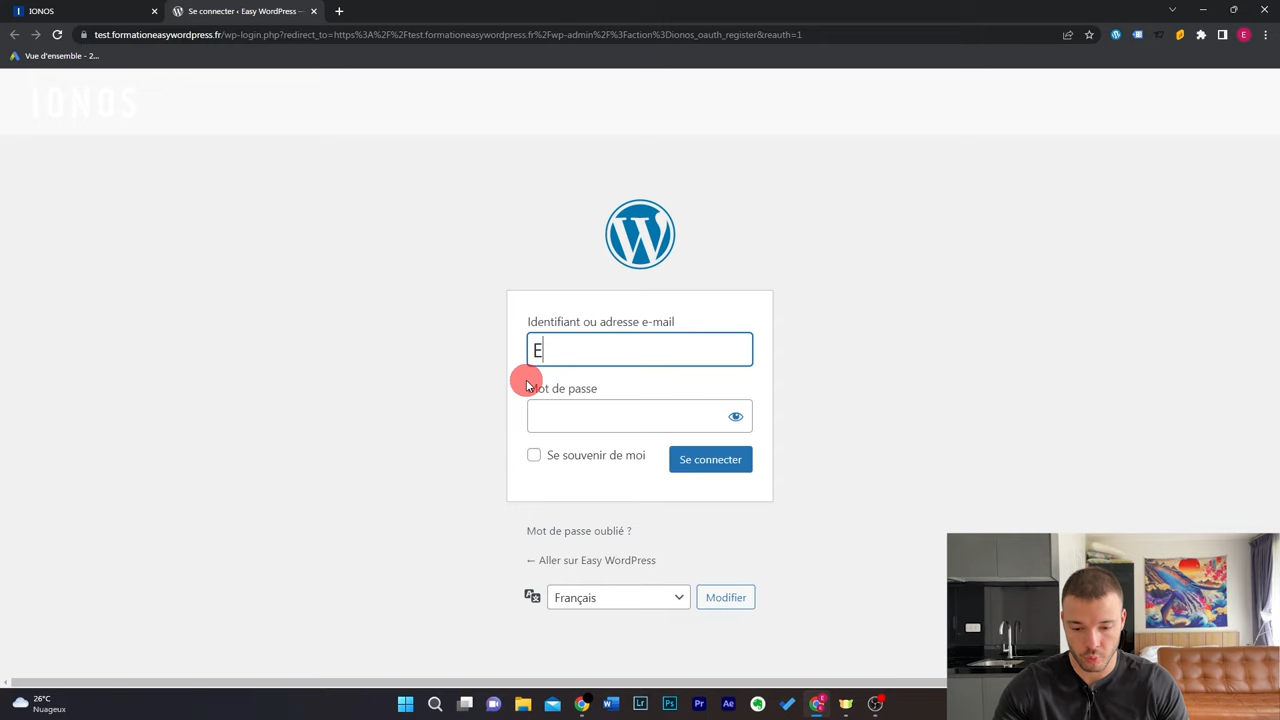 IONOS
Se connecter ‹ Easy WordPress —
test.formationeasywordpress.fr/wp-login.php?redirect_to=https%3A%2F%2Ftest.formationeasywordpress.fr%2Fwp-admin%2F%3Faction%3Dionos_oauth_register&reauth=1
E
Vue d'ensemble - 2...
IONOS
Identifiant ou adresse e-mail
E
Mot de passe
Se souvenir de moi
Se connecter
Mot de passe oublié ?
← Aller sur Easy WordPress
Français
Modifier
26°C
Nuageux